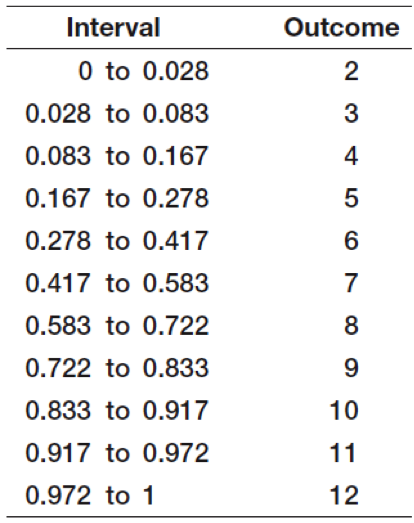 Interval Outcome
0 to 0.028 2
0.028 to 0.083 3
0.083 to 0.167 4
0.167 to 0.278 5
0.278 to 0.417 6
0.417 to 0.583 7
0.583 to 0.722 8
0.722 to 0.833 9
0.833 to 0.917 10
0.917 to 0.972 11
0.972 to 1 12